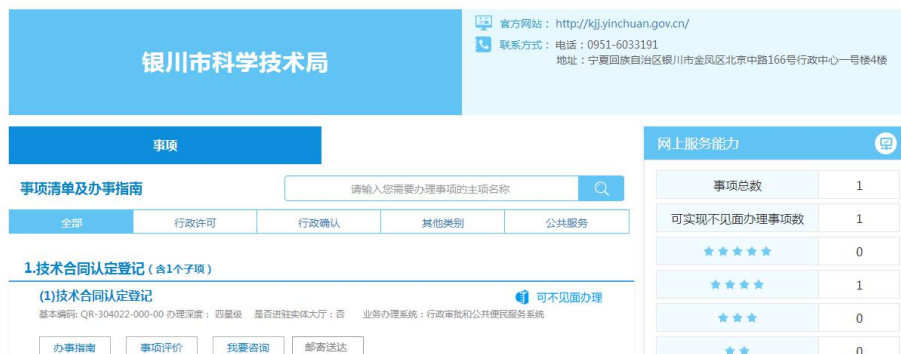 银川市科学技术局
官方网站： http://kjj.yinchuan.gov.cn/
联系方式： 电话：0951-6033191
地址：宁夏回族自治区银川市金凤区北京中路166号行政中心一号楼4楼
事项
事项清单及办事指南
请输入您需要办理事项的主项名称
全部 行政许可 行政确认 其他类别 公共服务
1.技术合同认定登记（含1个子项）
(1)技术合同认定登记
可不见面办理
基本编码: QR-304022-000-00 办理深度： 四星级 是否进驻实体大厅：否 业务办理系统：行政审批和公共便民服务系统
办事指南 事项评价 我要咨询 邮寄送达
网上服务能力
事项总数 1
可实现不见面办理事项数 1
★★★★★ 0
★★★★ 1
★★★ 0
★★ 0